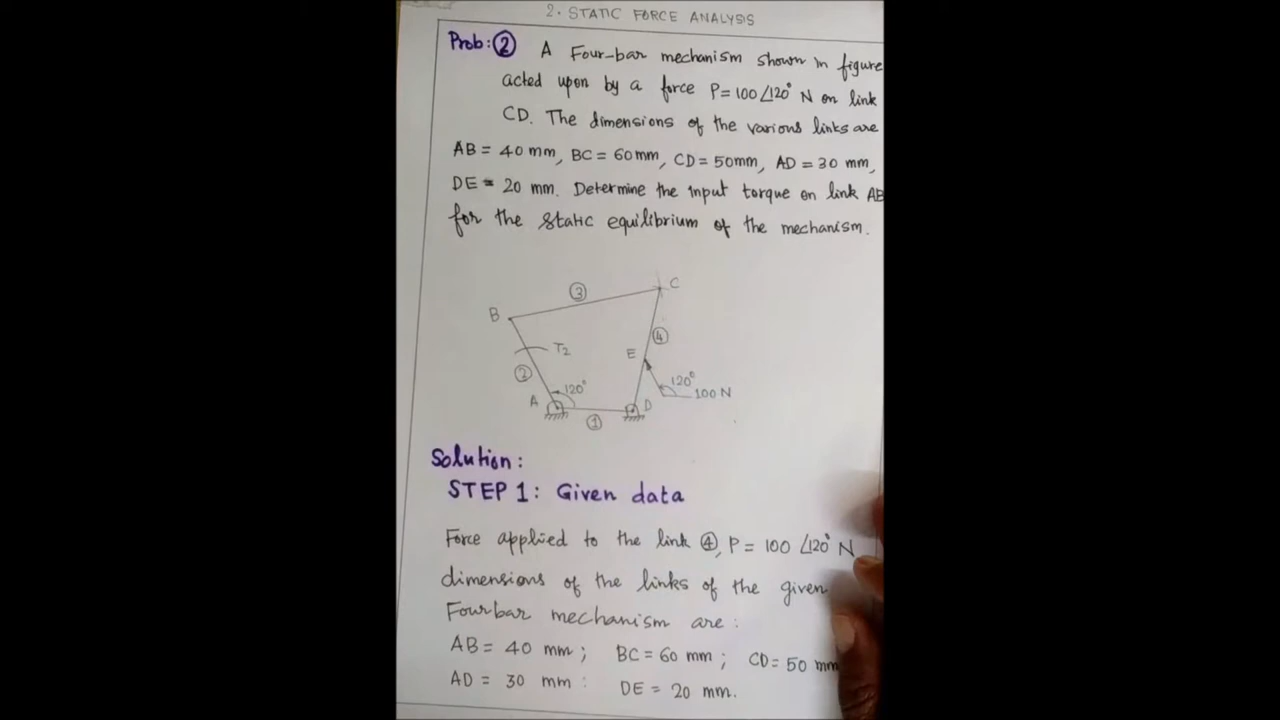 2. STATIC FORCE ANALYSIS
Prob: ② A Four-bar mechanism shown in figure
acted upon by a force P=100∠120° N on link
CD. The dimensions of the various links are
AB = 40 mm, BC = 60mm, CD = 50mm, AD = 30 mm,
DE = 20 mm. Determine the input torque on link AB
for the static equilibrium of the mechanism.
C
③
B
④
T2
E
②
120°
120°
100 N
A
D
①
Solution:
STEP 1: Given data
Force applied to the link ④, P = 100 ∠120° N
dimensions of the links of the given
Fourbar mechanism are:
AB = 40 mm; BC = 60 mm; CD = 50 mm
AD = 30 mm: DE = 20 mm.